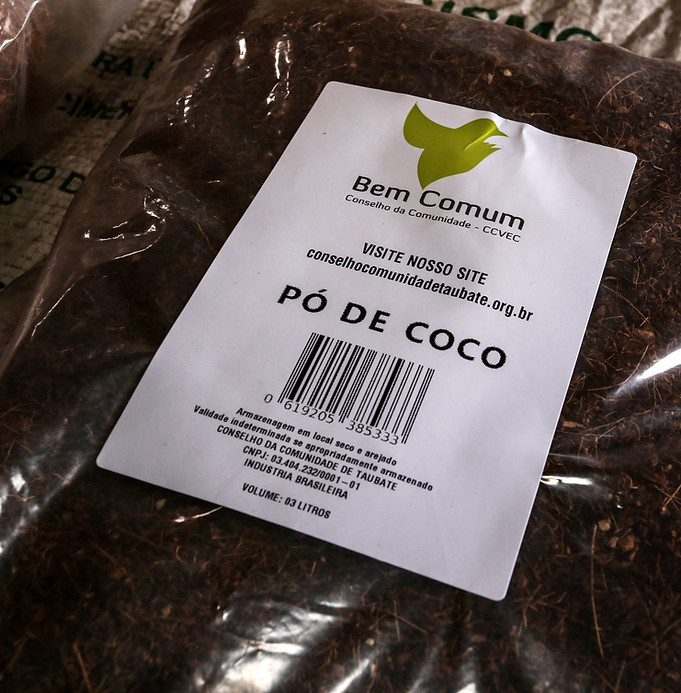 Bem Comum
Conselho da Comunidade - CCVEC
VISITE NOSSO SITE
conselhocomunidadetaubate.org.br
PÓ DE COCO
0 619205 385333
Armazenagem em local seco e arejado
Validade indeterminada se apropriadamente armazenado
CONSELHO DA COMUNIDADE DE TAUBATE
CNPJ: 03.404.232/0001-01
INDUSTRIA BRASILEIRA
VOLUME: 03 LITROS